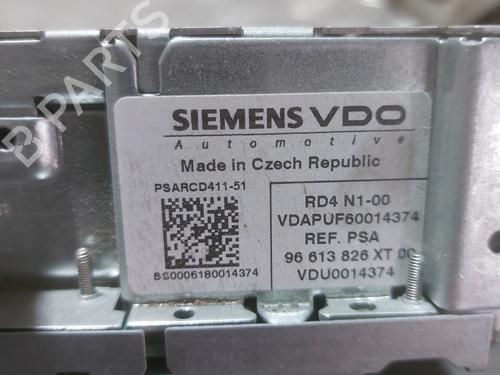 SIEMENS VDO
Automotive
Made in Czech Republic
PSARCD411-51
BS0006180014374
RD4 N1-00
VDAPUF60014374
REF. PSA
96 613 826 XT 00
VDU0014374
B-PARTS